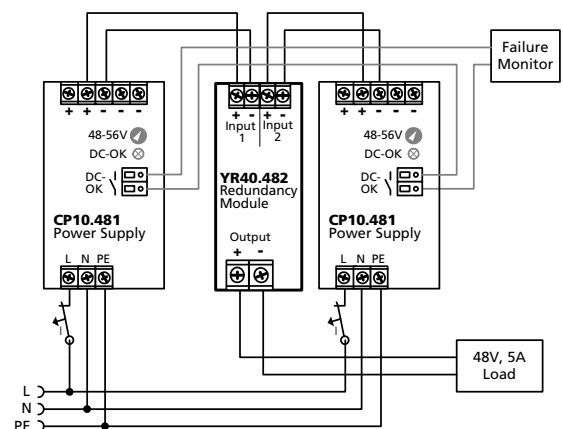 Failure
Monitor
+ + - - -
48-56V
DC-OK
DC-
OK
CP10.481
Power Supply
L N PE
+ - + -
Input Input
1 2
YR40.482
Redundancy
Module
Output
+ -
+ + - - -
48-56V
DC-OK
DC-
OK
CP10.481
Power Supply
L N PE
I
I
48V, 5A
Load
L
N
PE